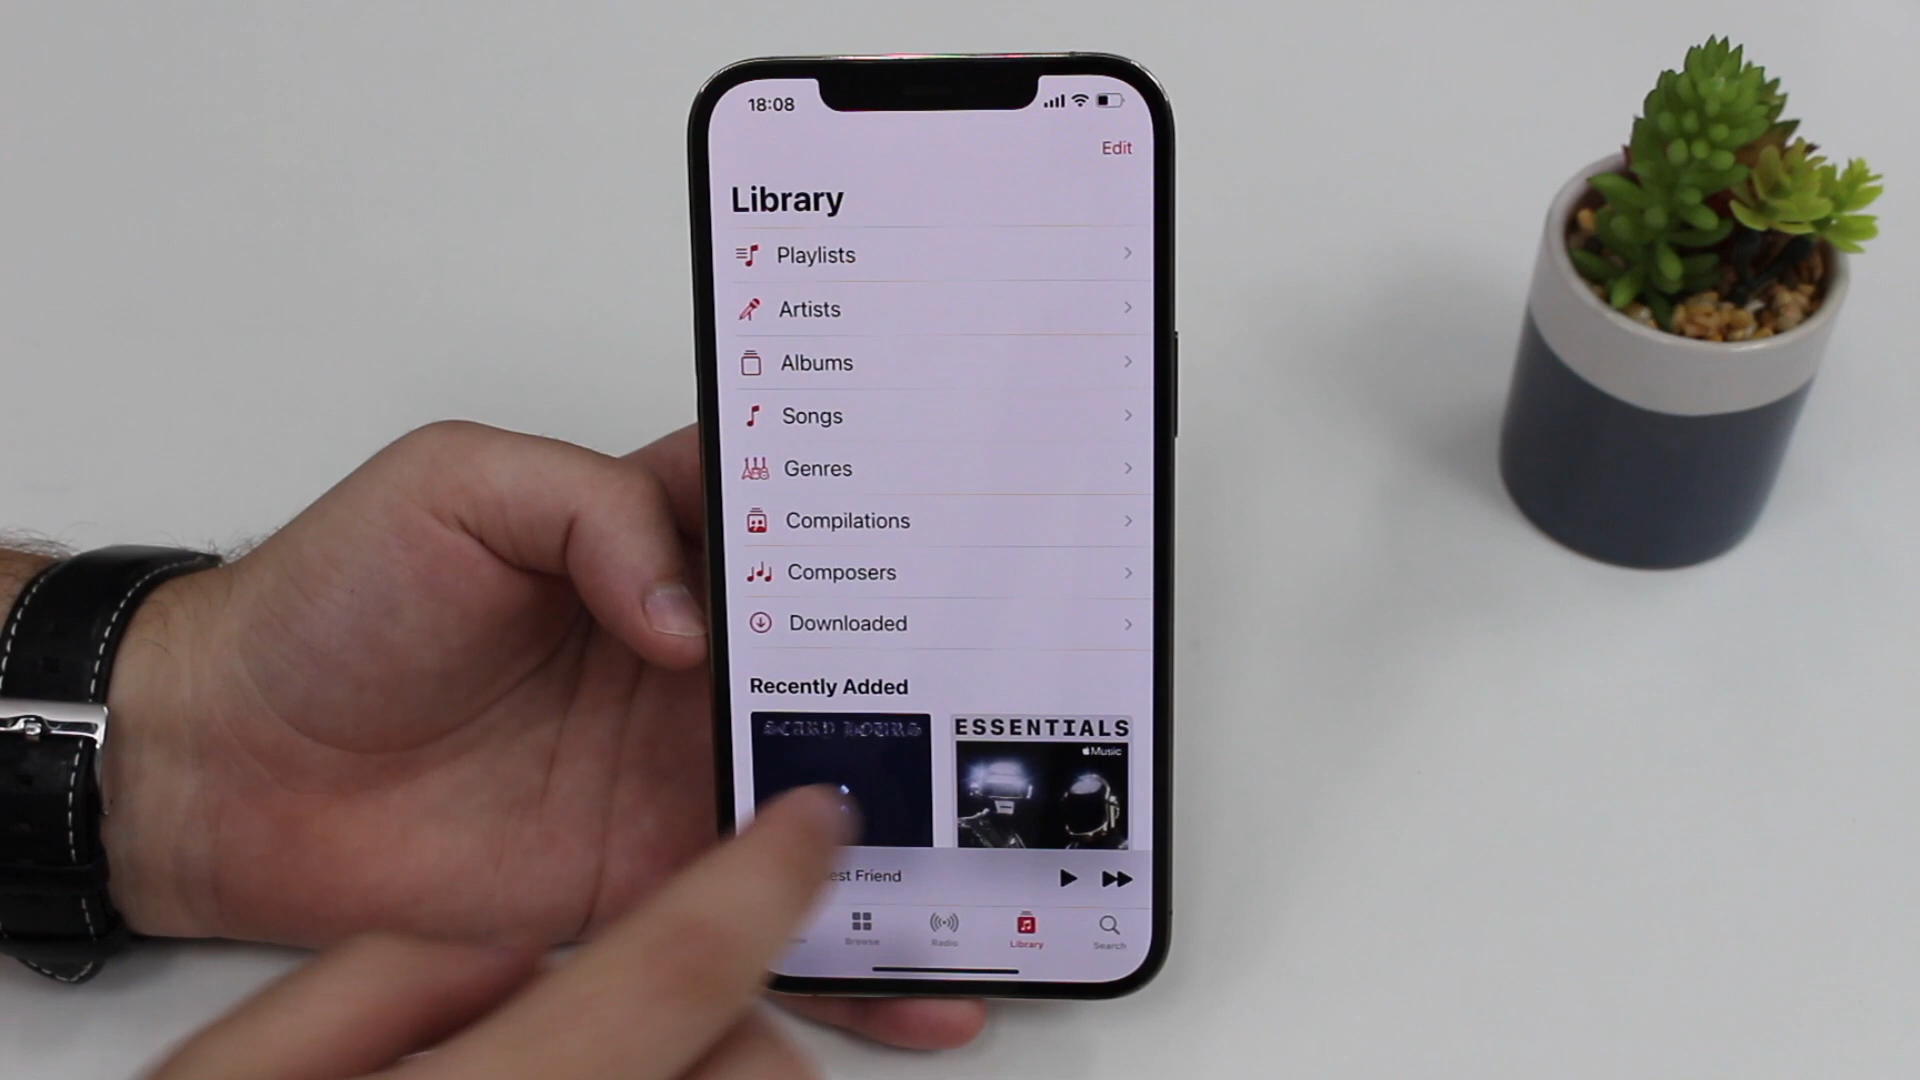 18:08
Edit
Library
Playlists
Artists
Albums
Songs
Genres
Compilations
Composers
Downloaded
Recently Added
ESSENTIALS
Music
est Friend
Browse
Radio
Library
Search